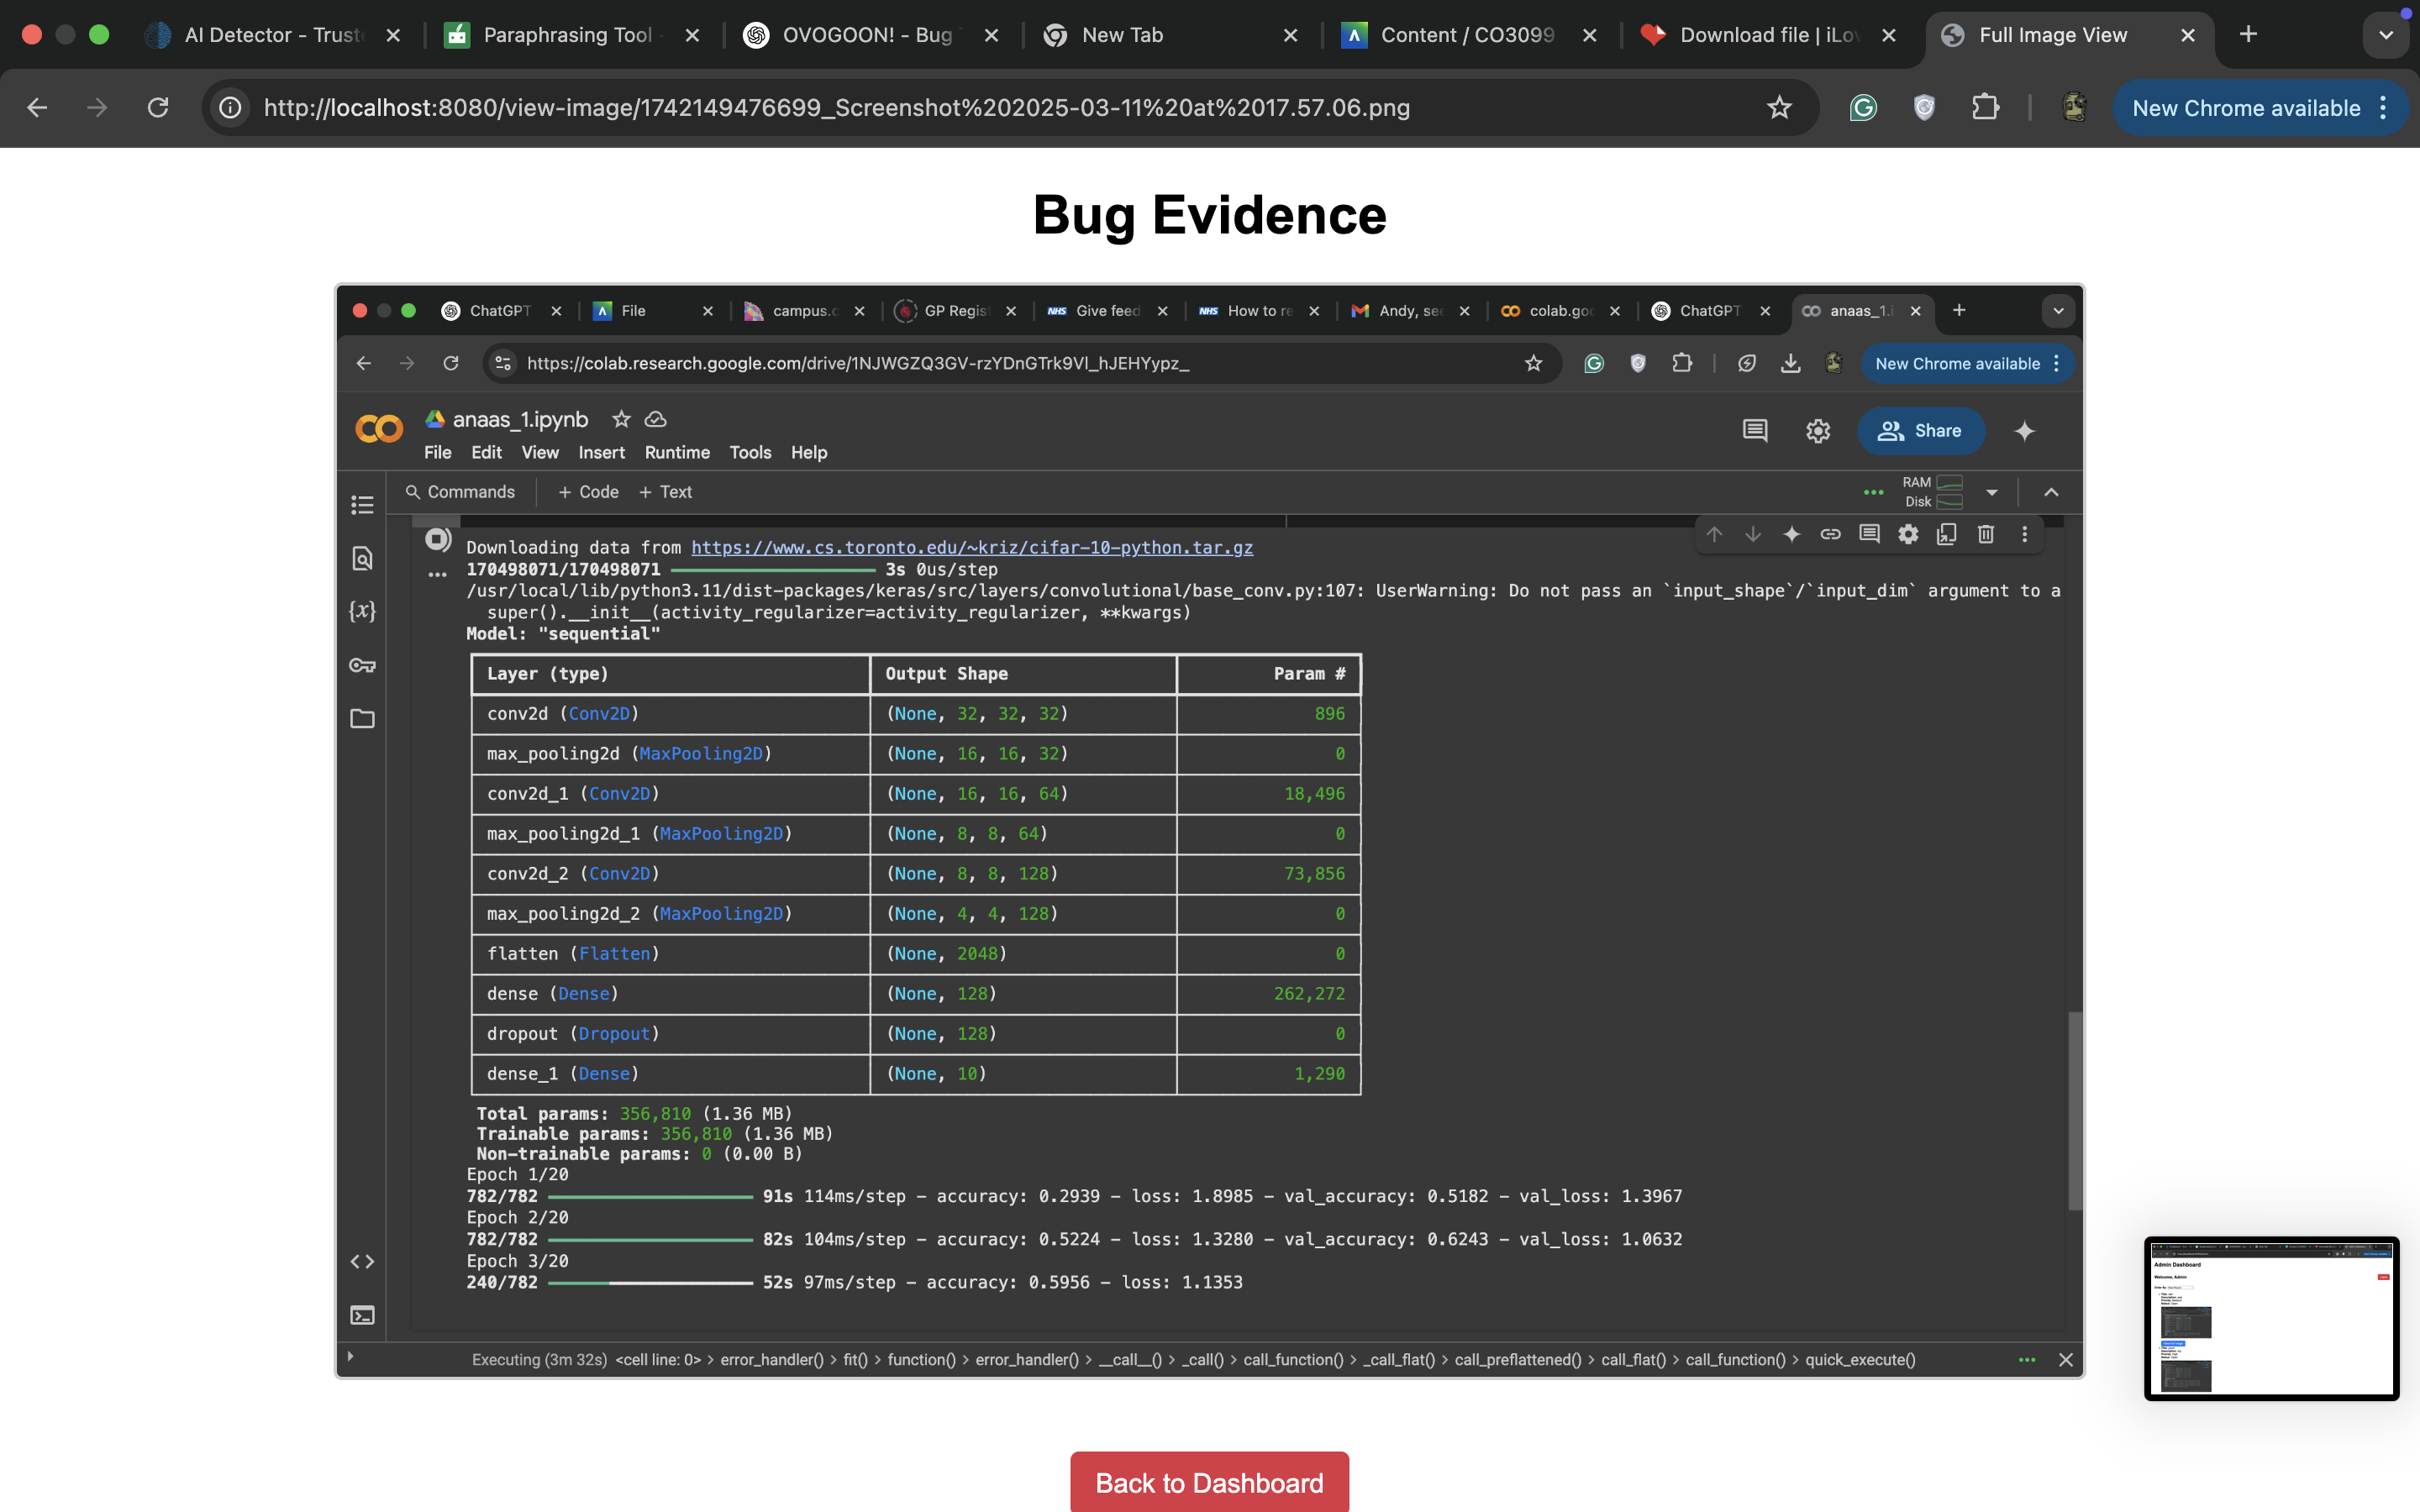 AI Detector - Trust
Paraphrasing Tool -
OVOGOON! - Bug
New Tab
Content / CO3099
Download file | iLo
Full Image View
http://localhost:8080/view-image/1742149476699_Screenshot%202025-03-11%20at%2017.57.06.png
New Chrome available
Bug Evidence
ChatGPT
File
campus.c
GP Regis
NHS Give feed
NHS How to re
Andy, se
colab.goo
ChatGPT
anaas_1.i
https://colab.research.google.com/drive/1NJWGZQ3GV-rzYDnGTrk9Vl_hJEHYypz_
New Chrome available
anaas_1.ipynb
File Edit View Insert Runtime Tools Help
Share
Commands + Code + Text
RAM
Disk
Downloading data from https://www.cs.toronto.edu/~kriz/cifar-10-python.tar.gz
170498071/170498071 3s 0us/step
/usr/local/lib/python3.11/dist-packages/keras/src/layers/convolutional/base_conv.py:107: UserWarning: Do not pass an `input_shape`/`input_dim` argument to a
super().__init__(activity_regularizer=activity_regularizer, **kwargs)
Model: "sequential"
Layer (type) Output Shape Param #
conv2d (Conv2D) (None, 32, 32, 32) 896
max_pooling2d (MaxPooling2D) (None, 16, 16, 32) 0
conv2d_1 (Conv2D) (None, 16, 16, 64) 18,496
max_pooling2d_1 (MaxPooling2D) (None, 8, 8, 64) 0
conv2d_2 (Conv2D) (None, 8, 8, 128) 73,856
max_pooling2d_2 (MaxPooling2D) (None, 4, 4, 128) 0
flatten (Flatten) (None, 2048) 0
dense (Dense) (None, 128) 262,272
dropout (Dropout) (None, 128) 0
dense_1 (Dense) (None, 10) 1,290
Total params: 356,810 (1.36 MB)
Trainable params: 356,810 (1.36 MB)
Non-trainable params: 0 (0.00 B)
Epoch 1/20
782/782 91s 114ms/step - accuracy: 0.2939 - loss: 1.8985 - val_accuracy: 0.5182 - val_loss: 1.3967
Epoch 2/20
782/782 82s 104ms/step - accuracy: 0.5224 - loss: 1.3280 - val_accuracy: 0.6243 - val_loss: 1.0632
Epoch 3/20
240/782 52s 97ms/step - accuracy: 0.5956 - loss: 1.1353
Executing (3m 32s) <cell line: 0> > error_handler() > fit() > function() > error_handler() > __call__() > _call() > call_function() > _call_flat() > call_preflattened() > call_flat() > call_function() > quick_execute()
Admin Dashboard
Welcome, Admin
Back to Dashboard